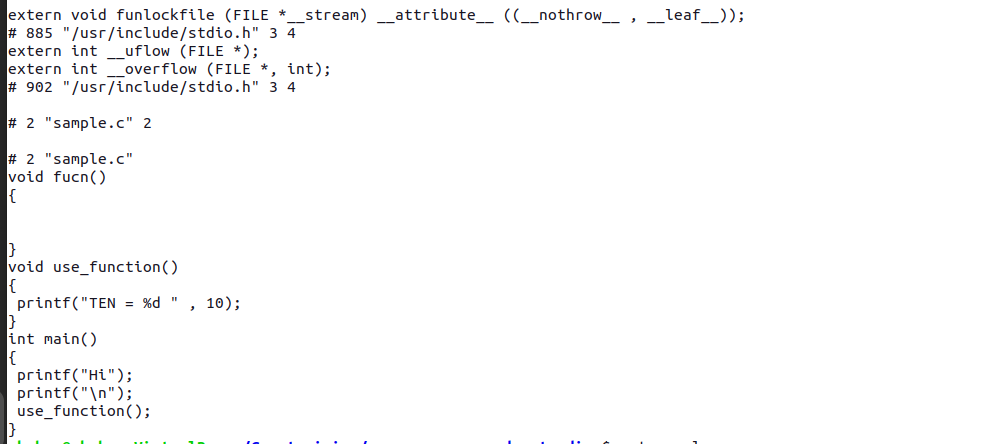 extern void funlockfile (FILE *__stream) __attribute__ ((__nothrow__ , __leaf__));
# 885 "/usr/include/stdio.h" 3 4
extern int __uflow (FILE *);
extern int __overflow (FILE *, int);
# 902 "/usr/include/stdio.h" 3 4
# 2 "sample.c" 2
# 2 "sample.c"
void fucn()
{
}
void use_function()
{
printf("TEN = %d " , 10);
}
int main()
{
printf("Hi");
printf("\n");
use_function();
}